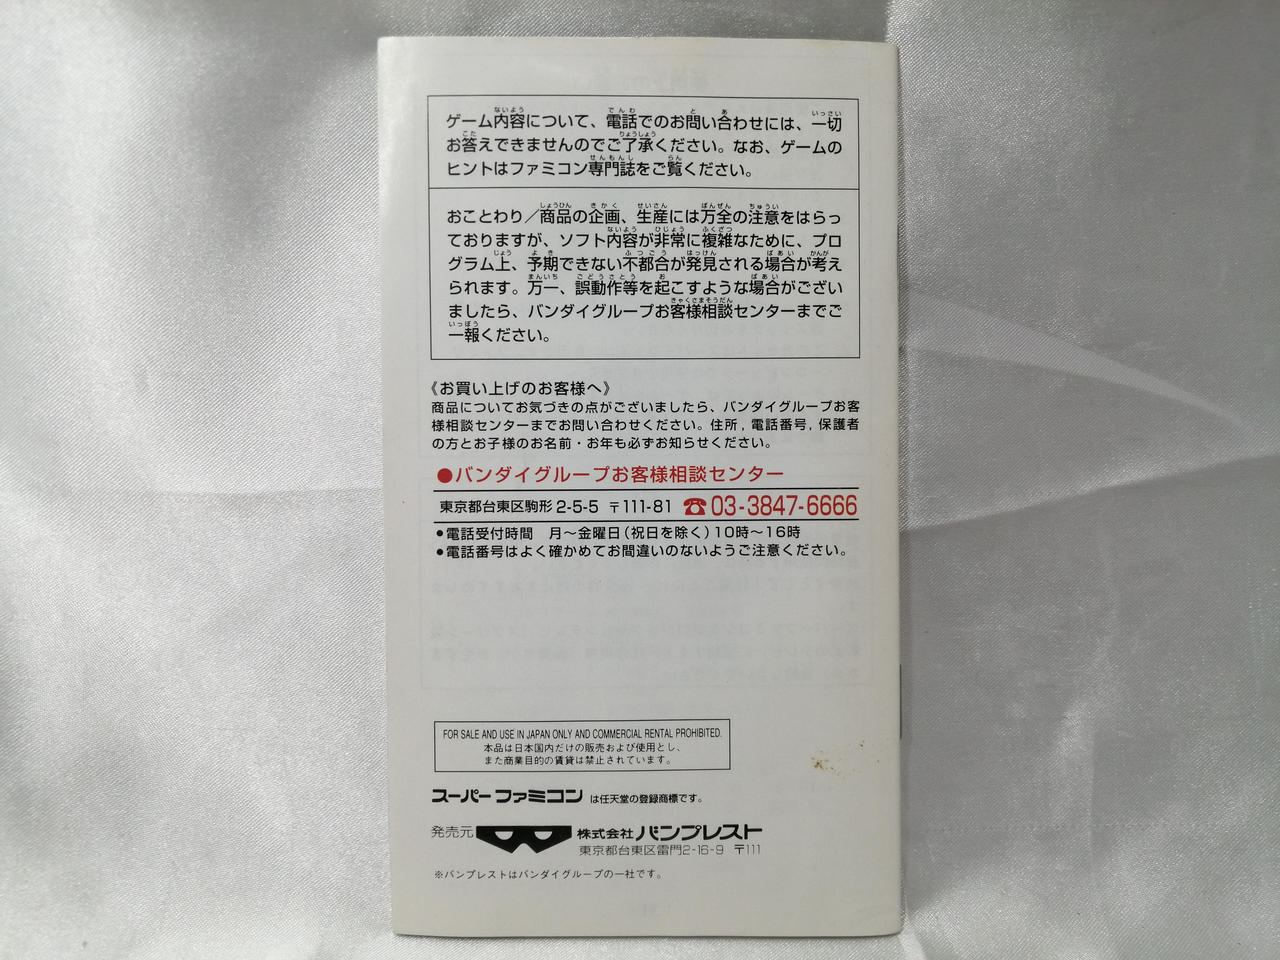 ゲーム内容について、電話でのお問い合わせには、一切
お答えできませんのでご了承ください。なお、ゲームの
ヒントはファミコン専門誌をご覧ください。
おことわり／商品の企画、生産には万全の注意をはらっ
ておりますが、ソフト内容が非常に複雑なために、プロ
グラム上、予期できない不都合が発見される場合が考え
られます。万一、誤動作等を起こすような場合がござい
ましたら、バンダイグループお客様相談センターまでご
一報ください。
《お買い上げのお客様へ》
商品についてお気づきの点がございましたら、バンダイグループお客
様相談センターまでお問い合わせください。住所，電話番号，保護者
の方とお子様のお名前・お年も必ずお知らせください。
●バンダイグループお客様相談センター
東京都台東区駒形2-5-5 〒111-81 ☎03-3847-6666
●電話受付時間 月〜金曜日(祝日を除く)10時〜16時
●電話番号はよく確かめてお間違いのないようご注意ください。
FOR SALE AND USE IN JAPAN ONLY AND COMMERCIAL RENTAL PROHIBITED.
本品は日本国内だけの販売および使用とし、
また商業目的の賃貸は禁止されています。
スーパーファミコン は任天堂の登録商標です。
発売元 株式会社 バンプレスト
東京都台東区雷門2-16-9 〒111
※バンプレストはバンダイグループの一社です。